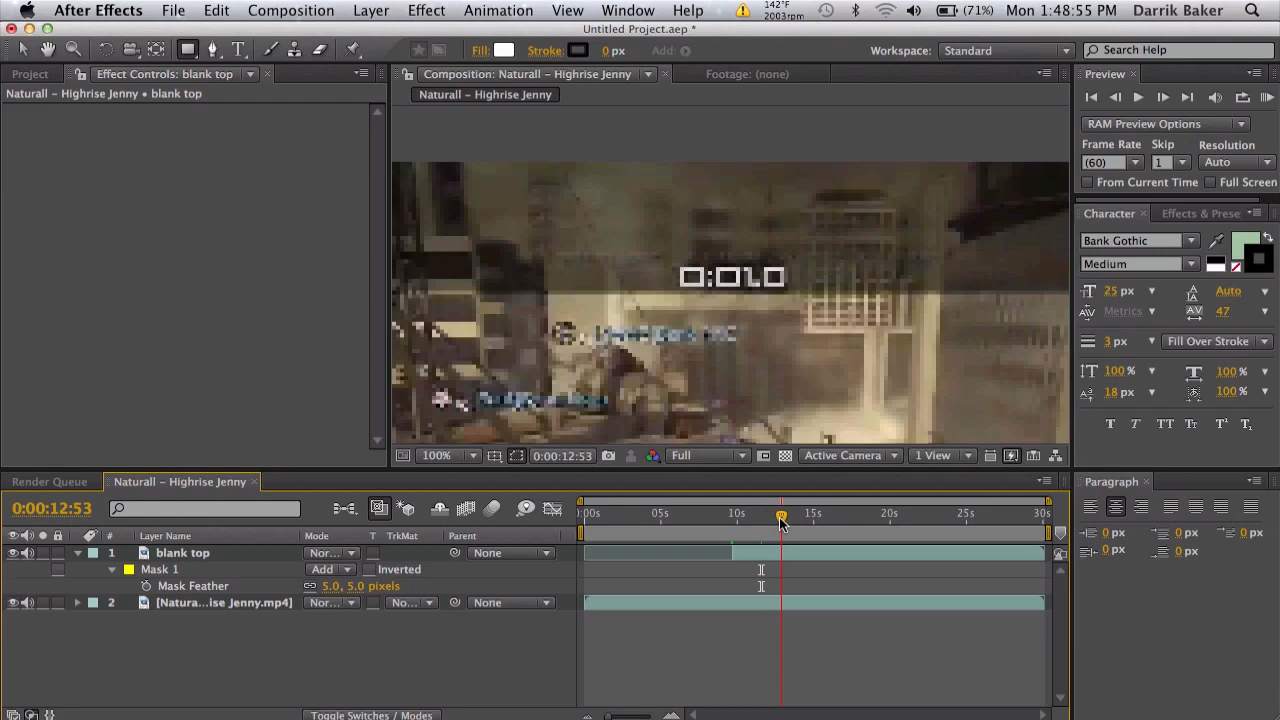 After Effects File Edit Composition Layer Effect Animation View Window Help 142°F 2003rpm (71%) Mon 1:48:55 PM Darrik Baker
Untitled Project.aep *
Fill: Stroke: 0 px Add: Workspace: Standard Search Help
Project Effect Controls: blank top Composition: Naturall – Highrise Jenny Footage: (none) Preview
Naturall – Highrise Jenny • blank top Naturall – Highrise Jenny
RAM Preview Options
Frame Rate Skip Resolution
(60) 1 Auto
From Current Time Full Screen
Character Effects & Prese
Bank Gothic
Medium
25 px Auto
Metrics 47
3 px Fill Over Stroke
100 % 100 %
18 px 100 %
T T TT Tr T¹ T₁
0:010
100% 0:00:12:53 Full Active Camera 1 View
Render Queue Naturall – Highrise Jenny Paragraph
0:00:12:53 0:00s 05s 10s 15s 20s 25s 30s
# Layer Name Mode T TrkMat Parent
1 blank top Nor... None
Mask 1 Add Inverted
Mask Feather 5.0, 5.0 pixels
2 [Natura...ise Jenny.mp4] Nor... No... None
0 px 0 px 0 px
0 px 0 px
Toggle Switches / Modes